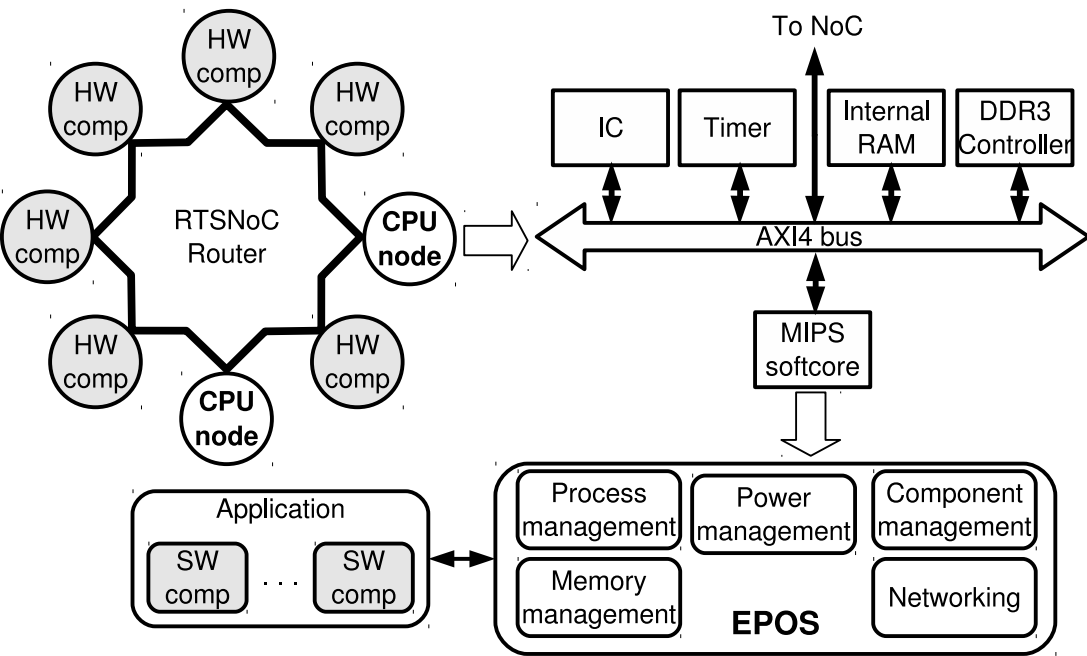 HW
comp
HW
comp
HW
comp
HW
comp
RTSNoC
Router
CPU
node
HW
comp
HW
comp
CPU
node
To NoC
IC
Timer
Internal
RAM
DDR3
Controller
AXI4 bus
MIPS
softcore
Application
SW
comp
. . .
SW
comp
Process
management
Power
management
Component
management
Memory
management
Networking
EPOS